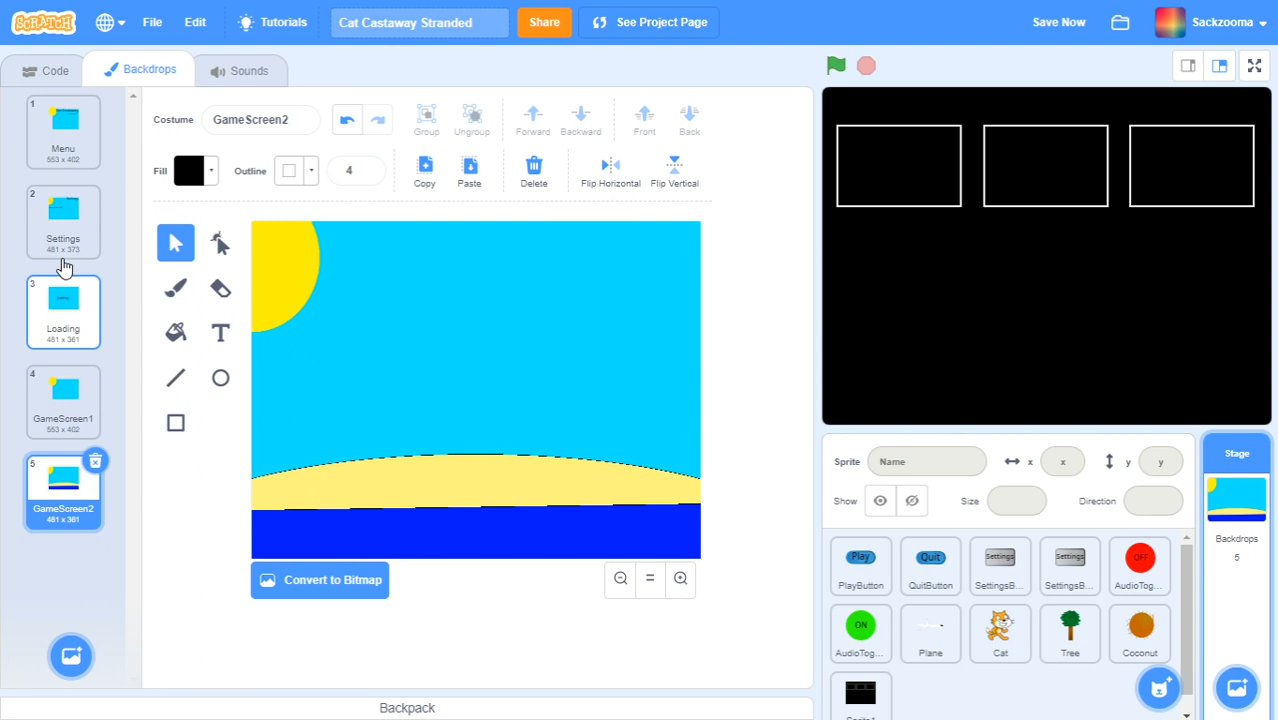 SCRATCH
File
Edit
Tutorials
Cat Castaway Stranded
Share
See Project Page
Save Now
Sackzooma
Code
Backdrops
Sounds
1
Menu
553 x 402
2
Settings
481 x 373
3
Loading
481 x 361
4
GameScreen1
553 x 402
5
GameScreen2
481 x 361
Costume
GameScreen2
Group
Ungroup
Forward
Backward
Front
Back
Fill
Outline
4
Copy
Paste
Delete
Flip Horizontal
Flip Vertical
T
Convert to Bitmap
Backpack
Sprite
Name
x
x
y
y
Show
Size
Direction
Stage
Backdrops
5
Play
PlayButton
Quit
QuitButton
Settings
SettingsB...
Settings
SettingsB...
OFF
AudioTog...
ON
AudioTog...
Plane
Cat
Tree
Coconut